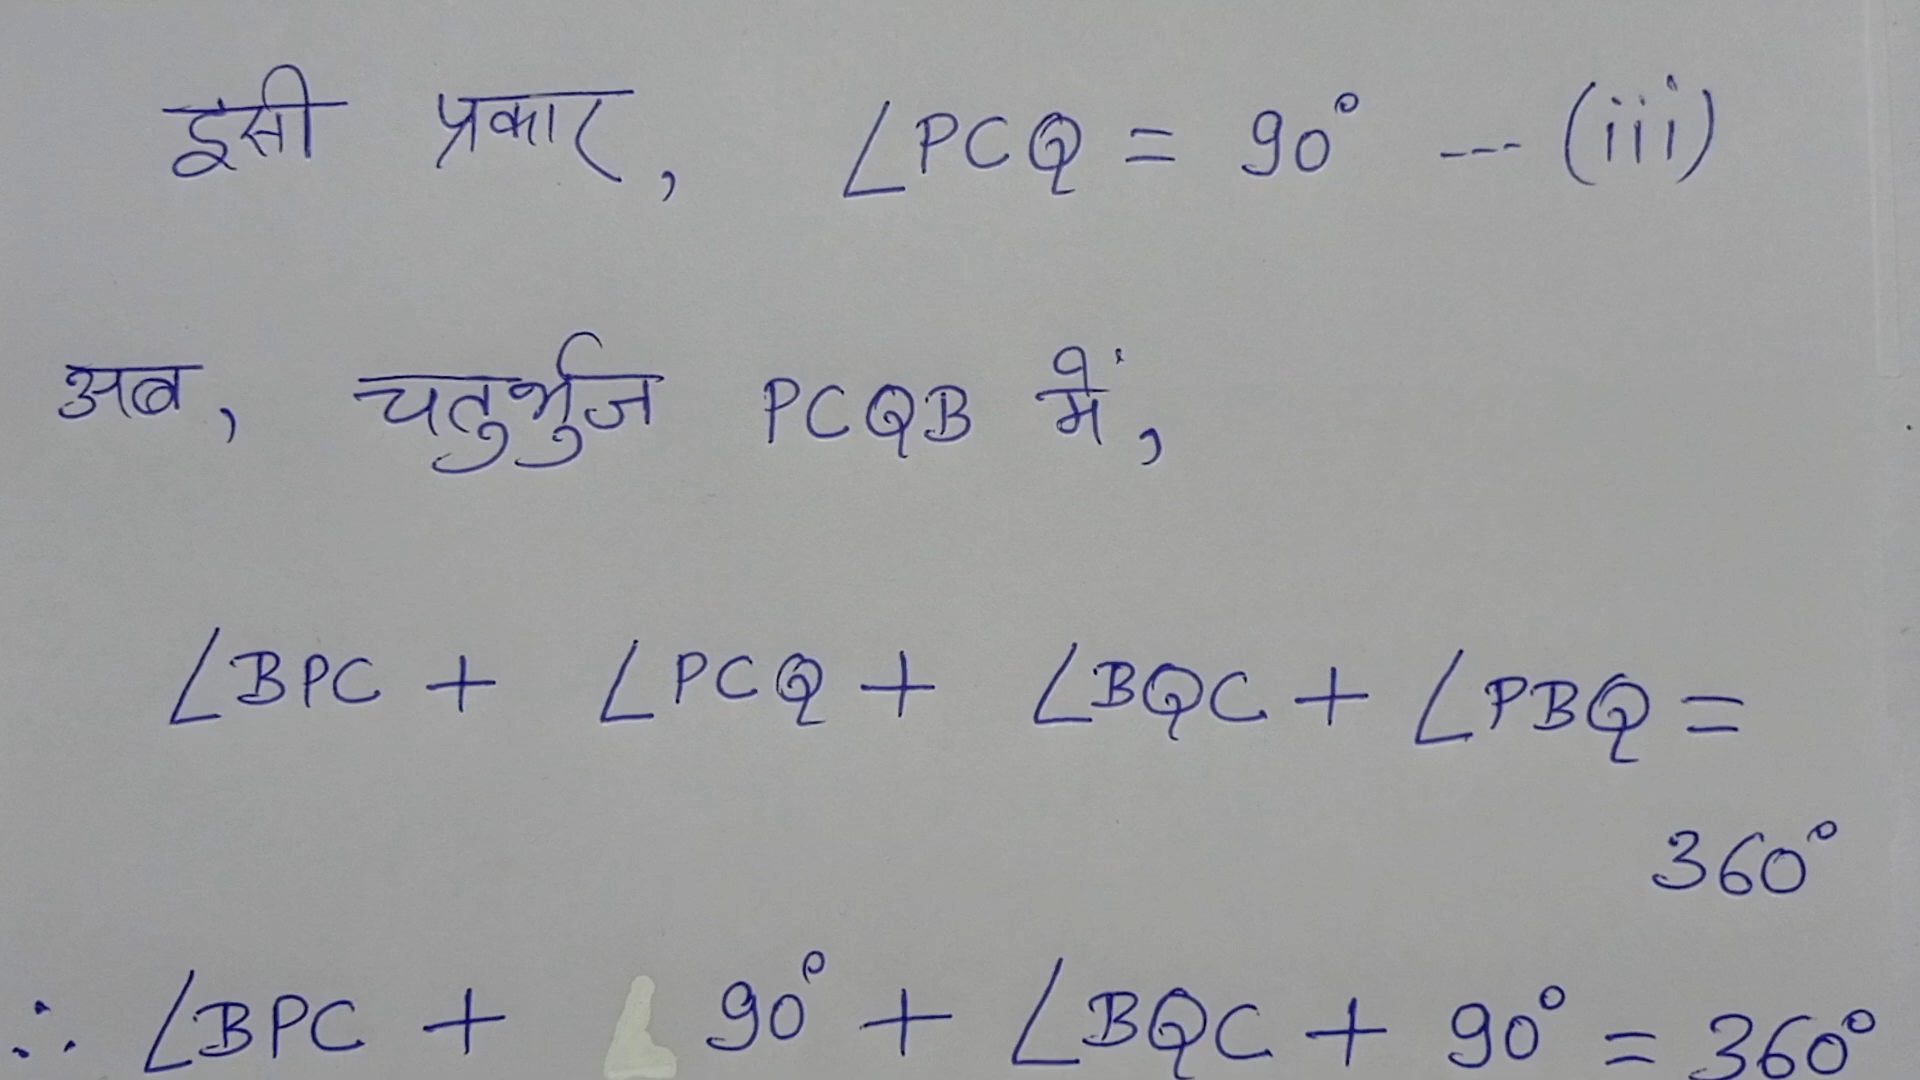 इसी प्रकार, ∠PCQ = 90° --- (iii)
अब, चतुर्भुज PCQB में,
∠BPC + ∠PCQ + ∠BQC + ∠PBQ =
360°
∴ ∠BPC + 90° + ∠BQC + 90° = 360°